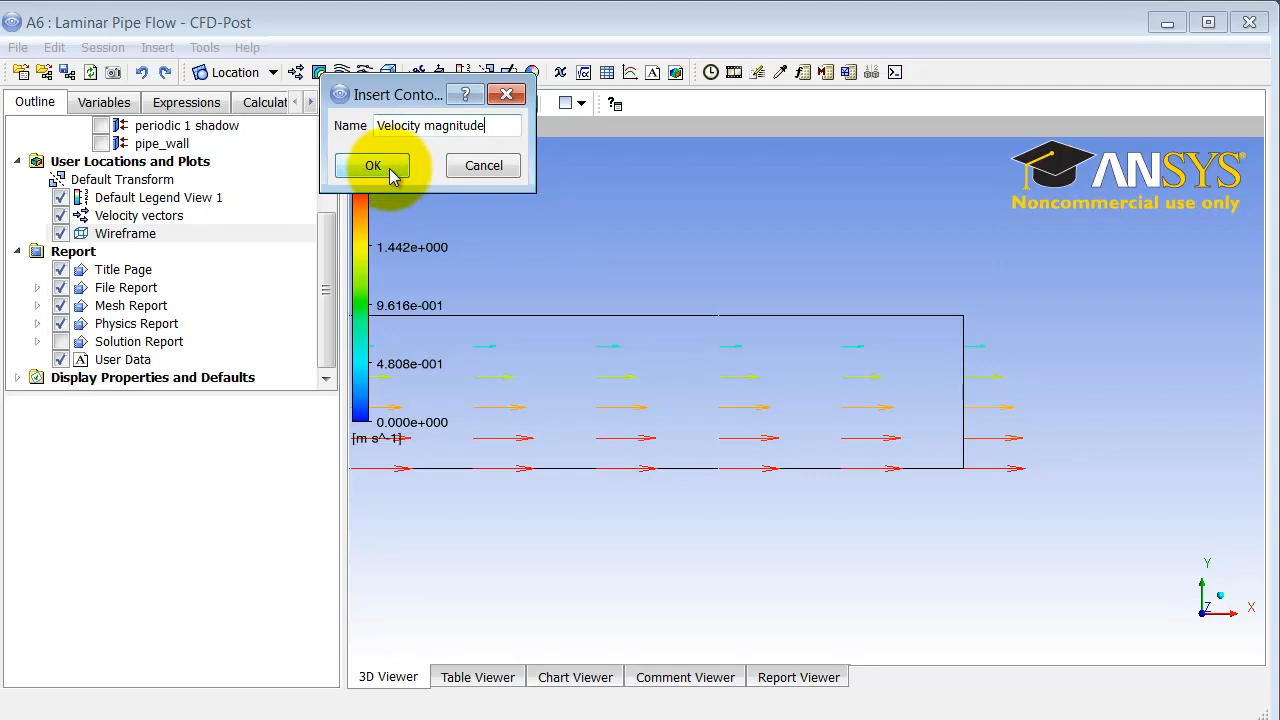 A6 : Laminar Pipe Flow - CFD-Post
File Edit Session Insert Tools Help
Location
Insert Conto...
Outline Variables Expressions Calculat
Name Velocity magnitude
OK Cancel
periodic 1 shadow
pipe_wall
User Locations and Plots
Default Transform
Default Legend View 1
Velocity vectors
Wireframe
Report
Title Page
File Report
Mesh Report
Physics Report
Solution Report
User Data
Display Properties and Defaults
ANSYS
Noncommercial use only
1.442e+000
9.616e-001
4.808e-001
0.000e+000
[m s^-1]
Y
Z
X
3D Viewer Table Viewer Chart Viewer Comment Viewer Report Viewer